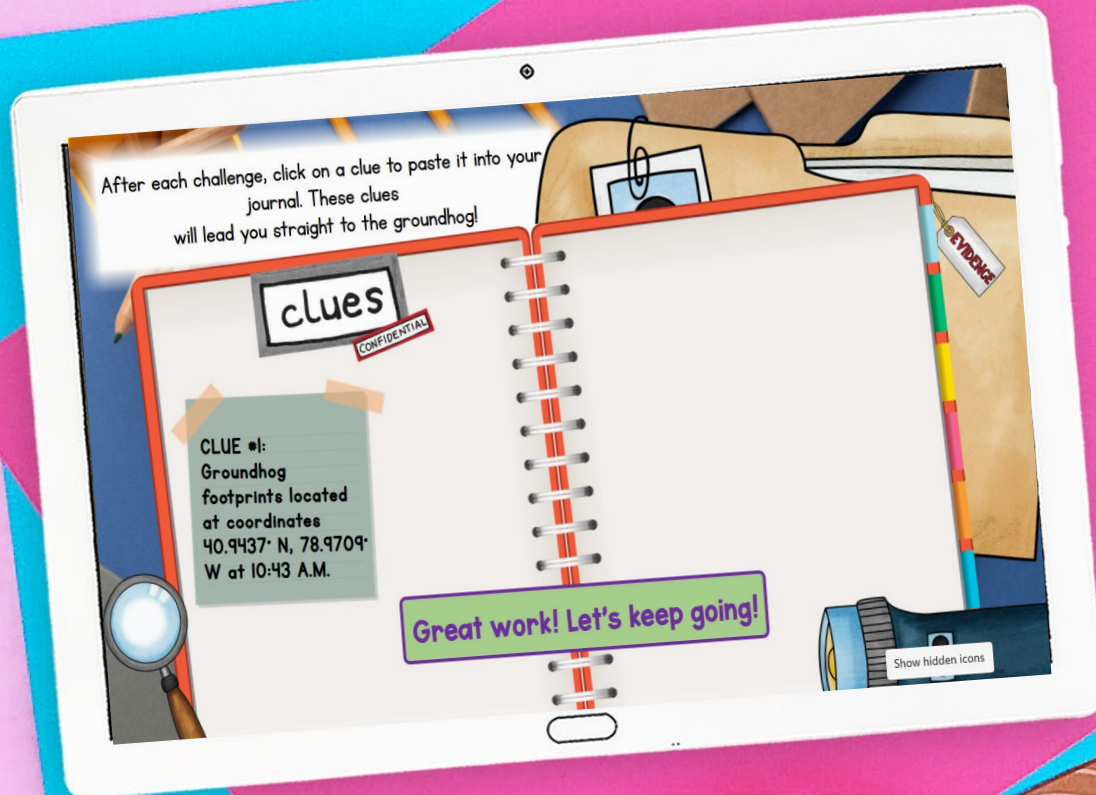 After each challenge, click on a clue to paste it into your
journal. These clues
will lead you straight to the groundhog!
EVIDENCE
clues
CONFIDENTIAL
CLUE #1:
Groundhog
footprints located
at coordinates
40.9437° N, 78.9709°
W at 10:43 A.M.
Great work! Let's keep going!
Show hidden icons